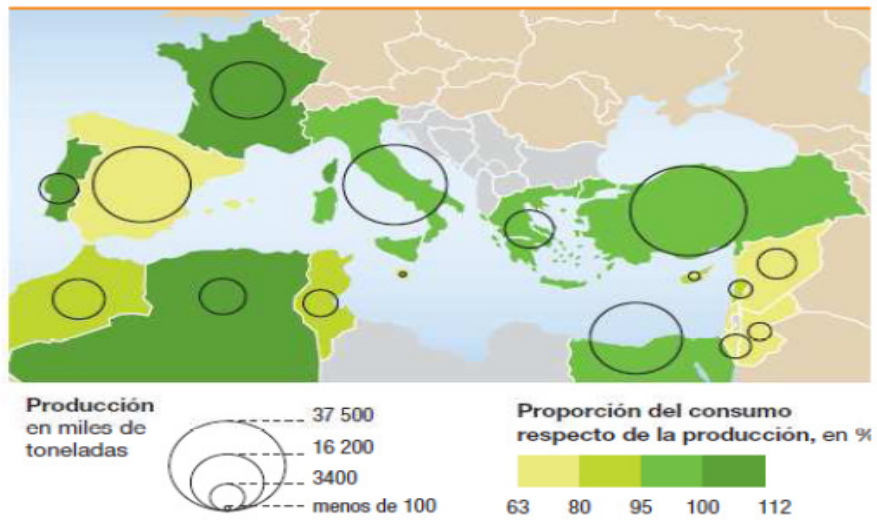 Producción
en miles de
toneladas
37 500
16 200
3400
menos de 100
Proporción del consumo
respecto de la producción, en %
63 80 95 100 112